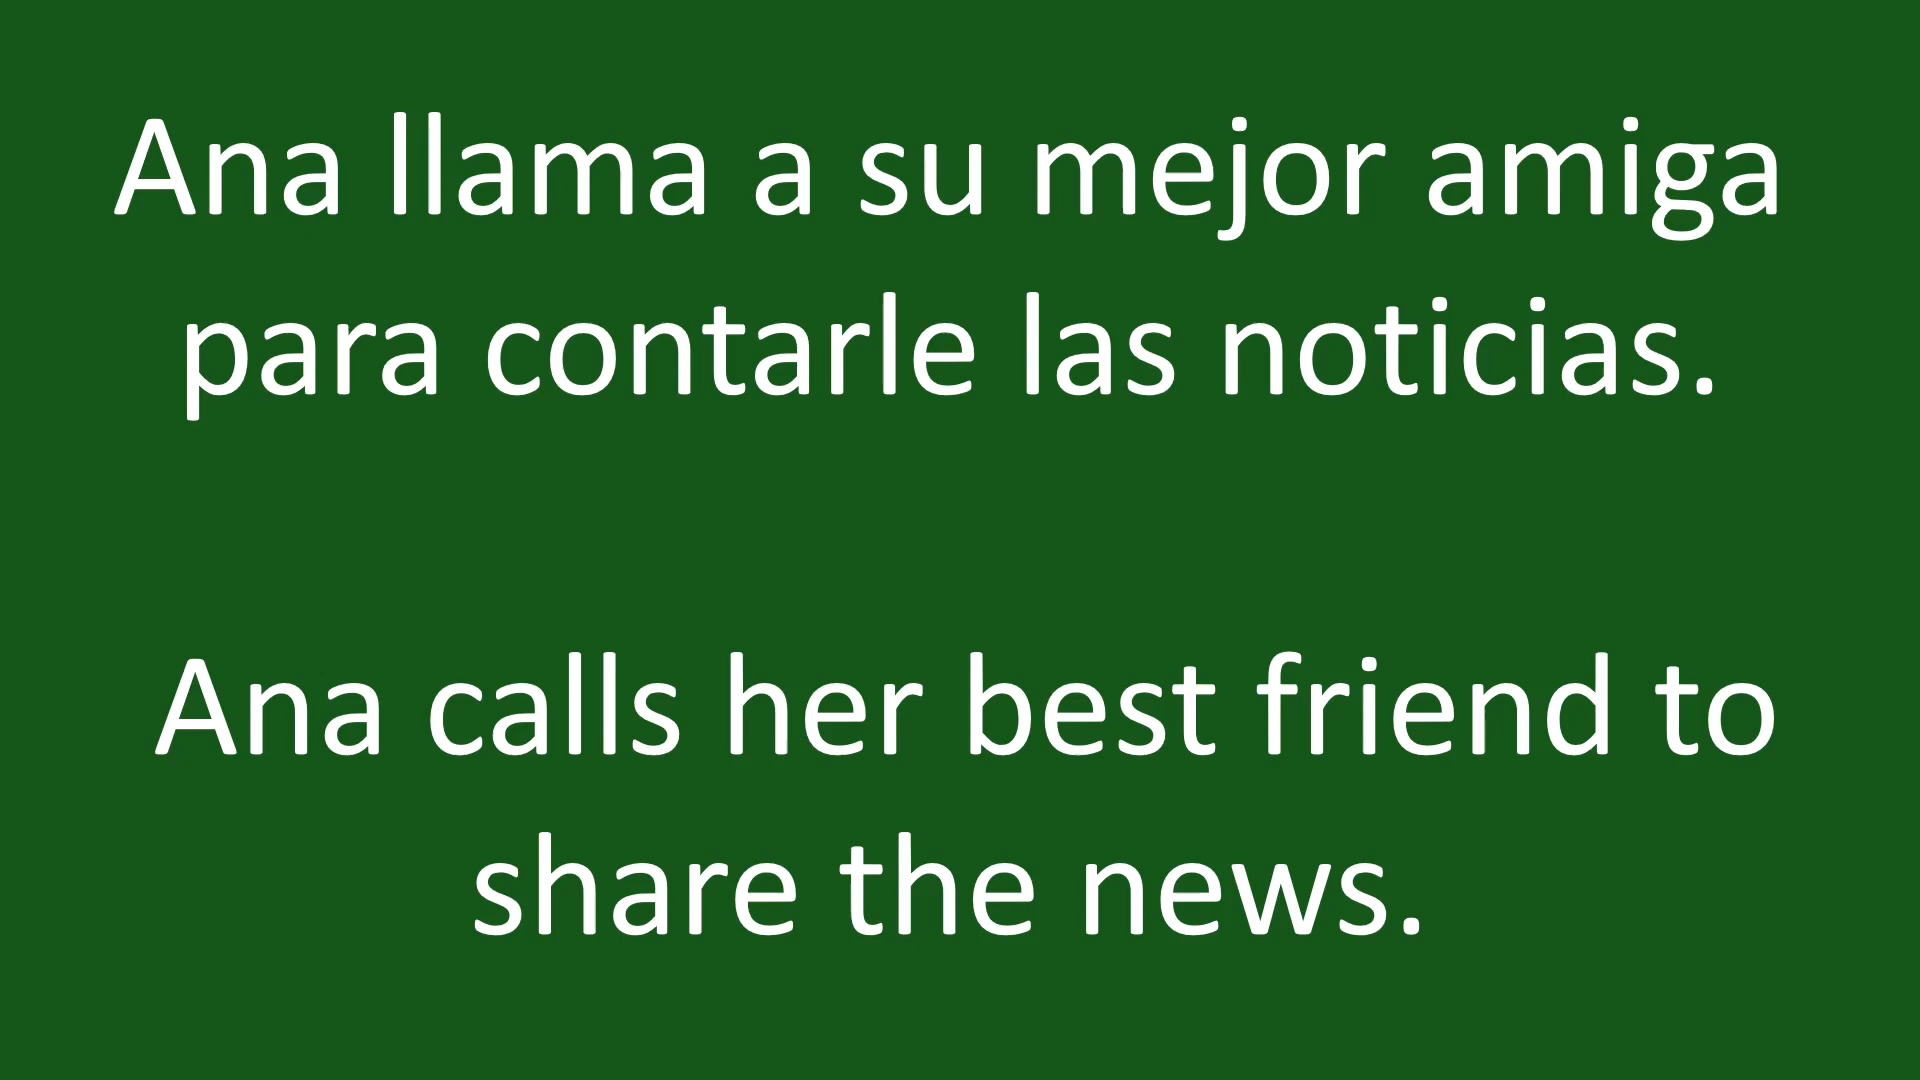 Ana llama a su mejor amiga
para contarle las noticias.
Ana calls her best friend to
share the news.